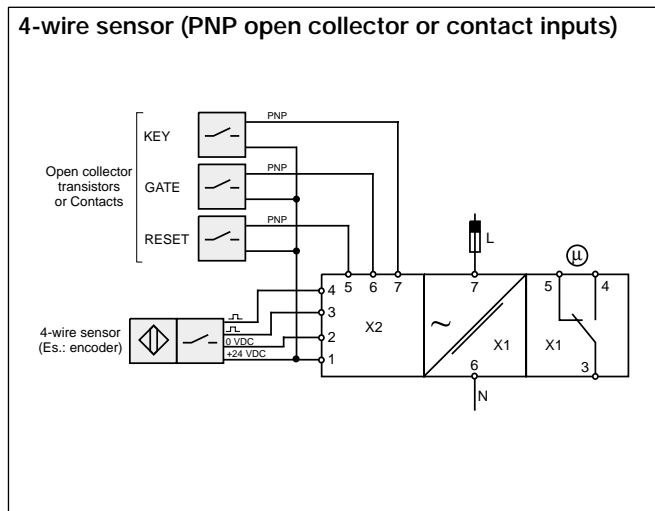 4-wire sensor (PNP open collector or contact inputs)
PNP
KEY
Open collector
transistors
or Contacts
PNP
GATE
PNP
RESET
L
μ
5 6 7
7
5 4
4
3
2
1
X2
~
X1
X1
6
3
N
4-wire sensor
(Es.: encoder)
0 VDC
+24 VDC